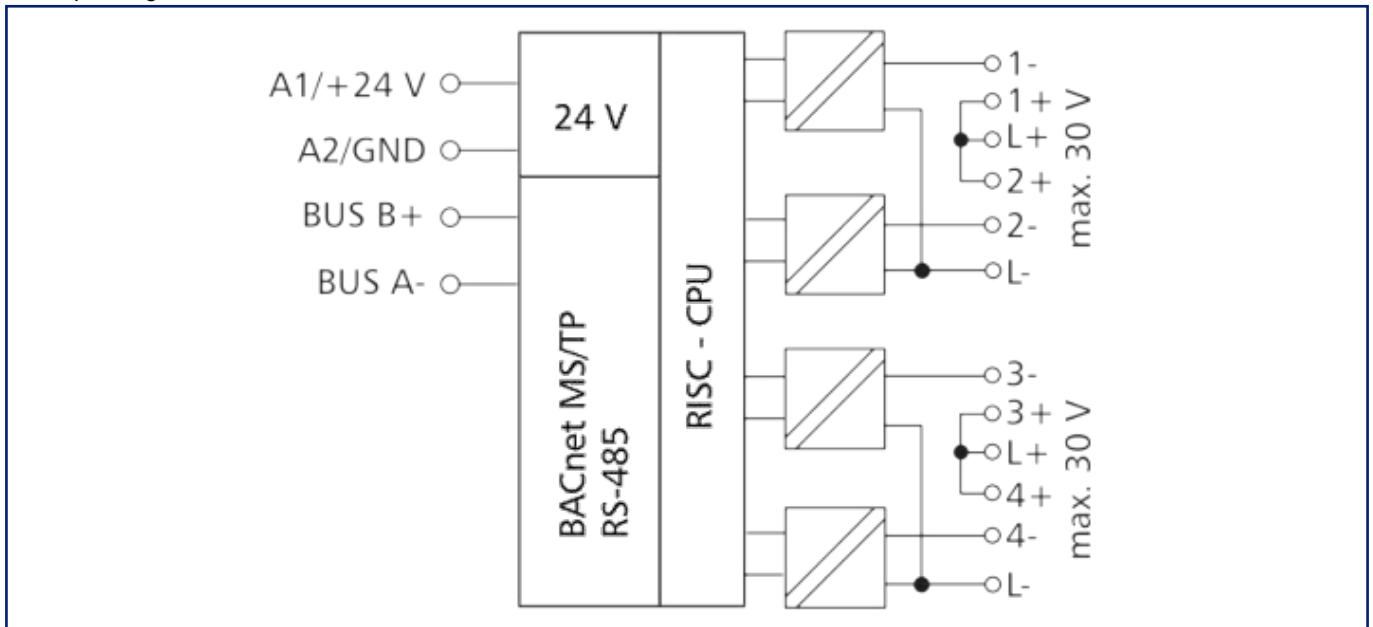 A1/+24 V
A2/GND
BUS B+
BUS A-
24 V
BACnet MS/TP
RS-485
RISC - CPU
1-
1+
L+
2+
2-
L-
max. 30 V
3-
3+
L+
4+
4-
L-
max. 30 V